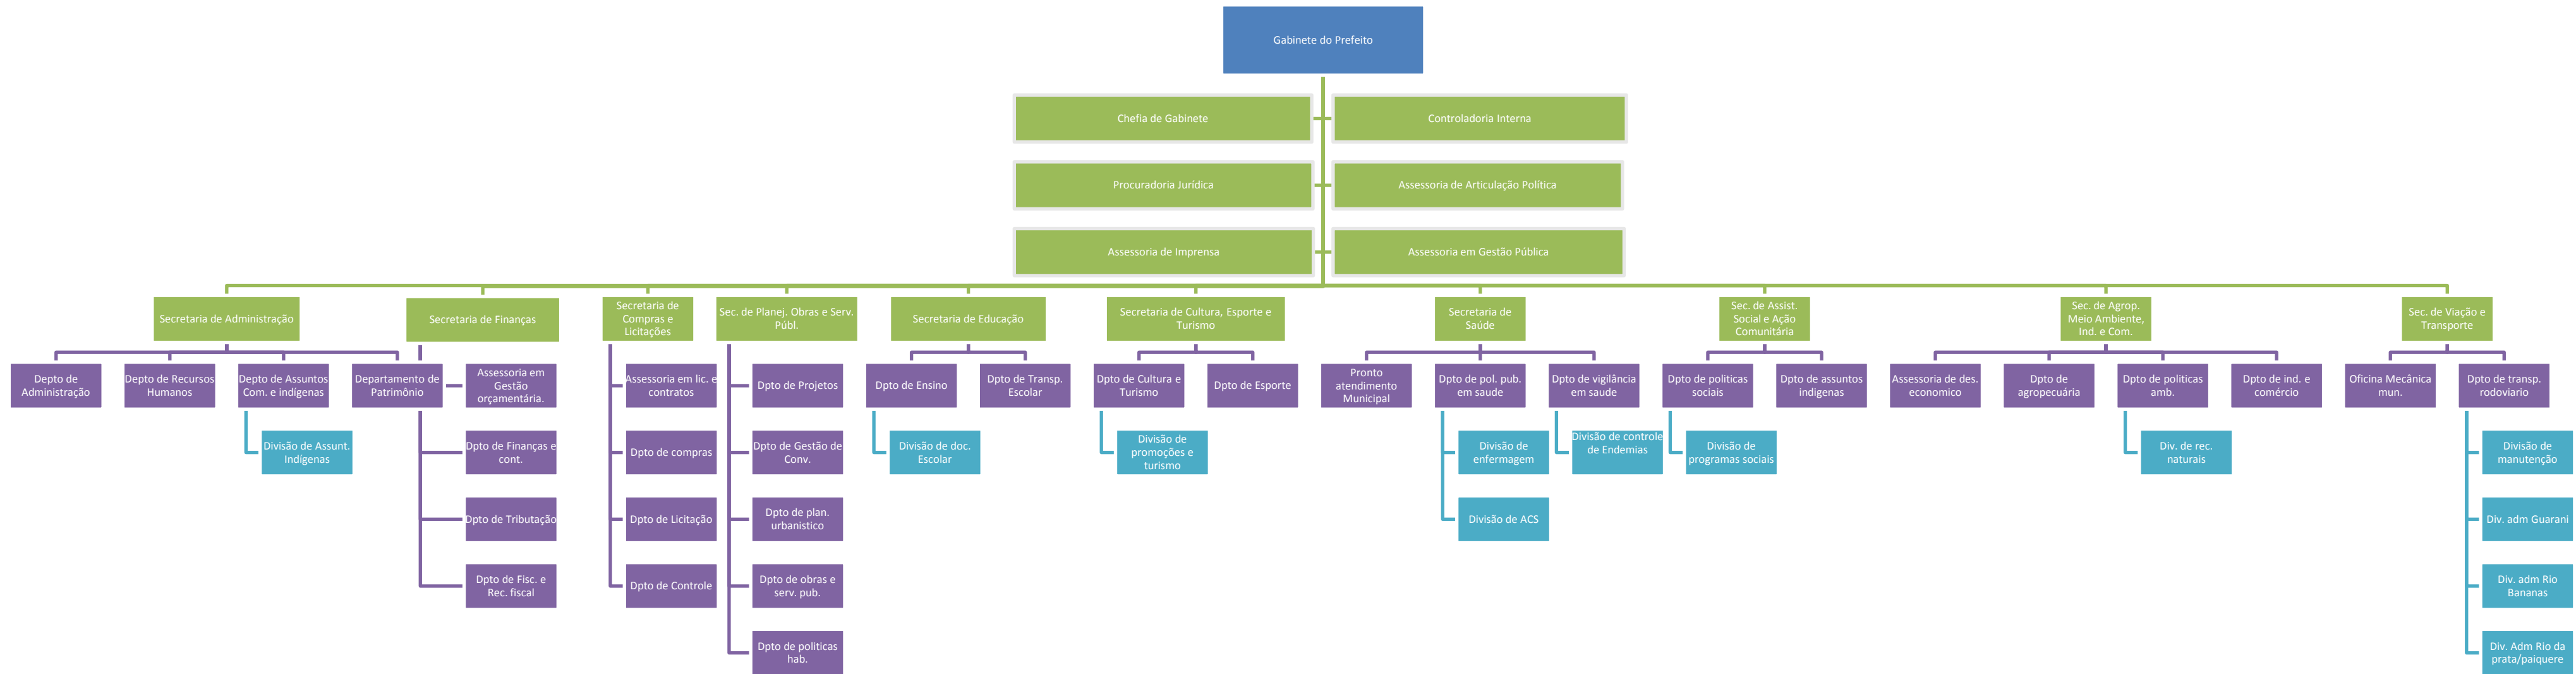 Gabinete do Prefeito
Chefia de Gabinete
Controladoria Interna
Procuradoria Jurídica
Assessoria de Articulação Política
Assessoria de Imprensa
Assessoria em Gestão Pública
Secretaria de Administração
Depto de
Administração
Depto de Recursos
Humanos
Depto de Assuntos
Com. e indígenas
Divisão de Assunt.
Indígenas
Departamento de
Patrimônio
Secretaria de Finanças
Assessoria em
Gestão
orçamentária.
Dpto de Finanças e
cont.
Dpto de Tributação
Dpto de Fisc. e
Rec. fiscal
Secretaria de
Compras e
Licitações
Assessoria em lic. e
contratos
Dpto de compras
Dpto de Licitação
Dpto de Controle
Sec. de Planej. Obras e Serv.
Públ.
Dpto de Projetos
Dpto de Gestão de
Conv.
Dpto de plan.
urbanistico
Dpto de obras e
serv. pub.
Dpto de politicas
hab.
Secretaria de Educação
Dpto de Ensino
Divisão de doc.
Escolar
Dpto de Transp.
Escolar
Secretaria de Cultura, Esporte e
Turismo
Dpto de Cultura e
Turismo
Divisão de
promoções e
turismo
Dpto de Esporte
Secretaria de
Saúde
Pronto
atendimento
Municipal
Dpto de pol. pub.
em saude
Divisão de
enfermagem
Divisão de ACS
Dpto de vigilância
em saude
Divisão de controle
de Endemias
Sec. de Assist.
Social e Ação
Comunitária
Dpto de politicas
sociais
Divisão de
programas sociais
Dpto de assuntos
indigenas
Sec. de Agrop.
Meio Ambiente,
Ind. e Com.
Assessoria de des.
economico
Dpto de
agropecuária
Dpto de politicas
amb.
Div. de rec.
naturais
Dpto de ind. e
comércio
Sec. de Viação e
Transporte
Oficina Mecânica
mun.
Dpto de transp.
rodoviario
Divisão de
manutenção
Div. adm Guarani
Div. adm Rio
Bananas
Div. Adm Rio da
prata/paiquere